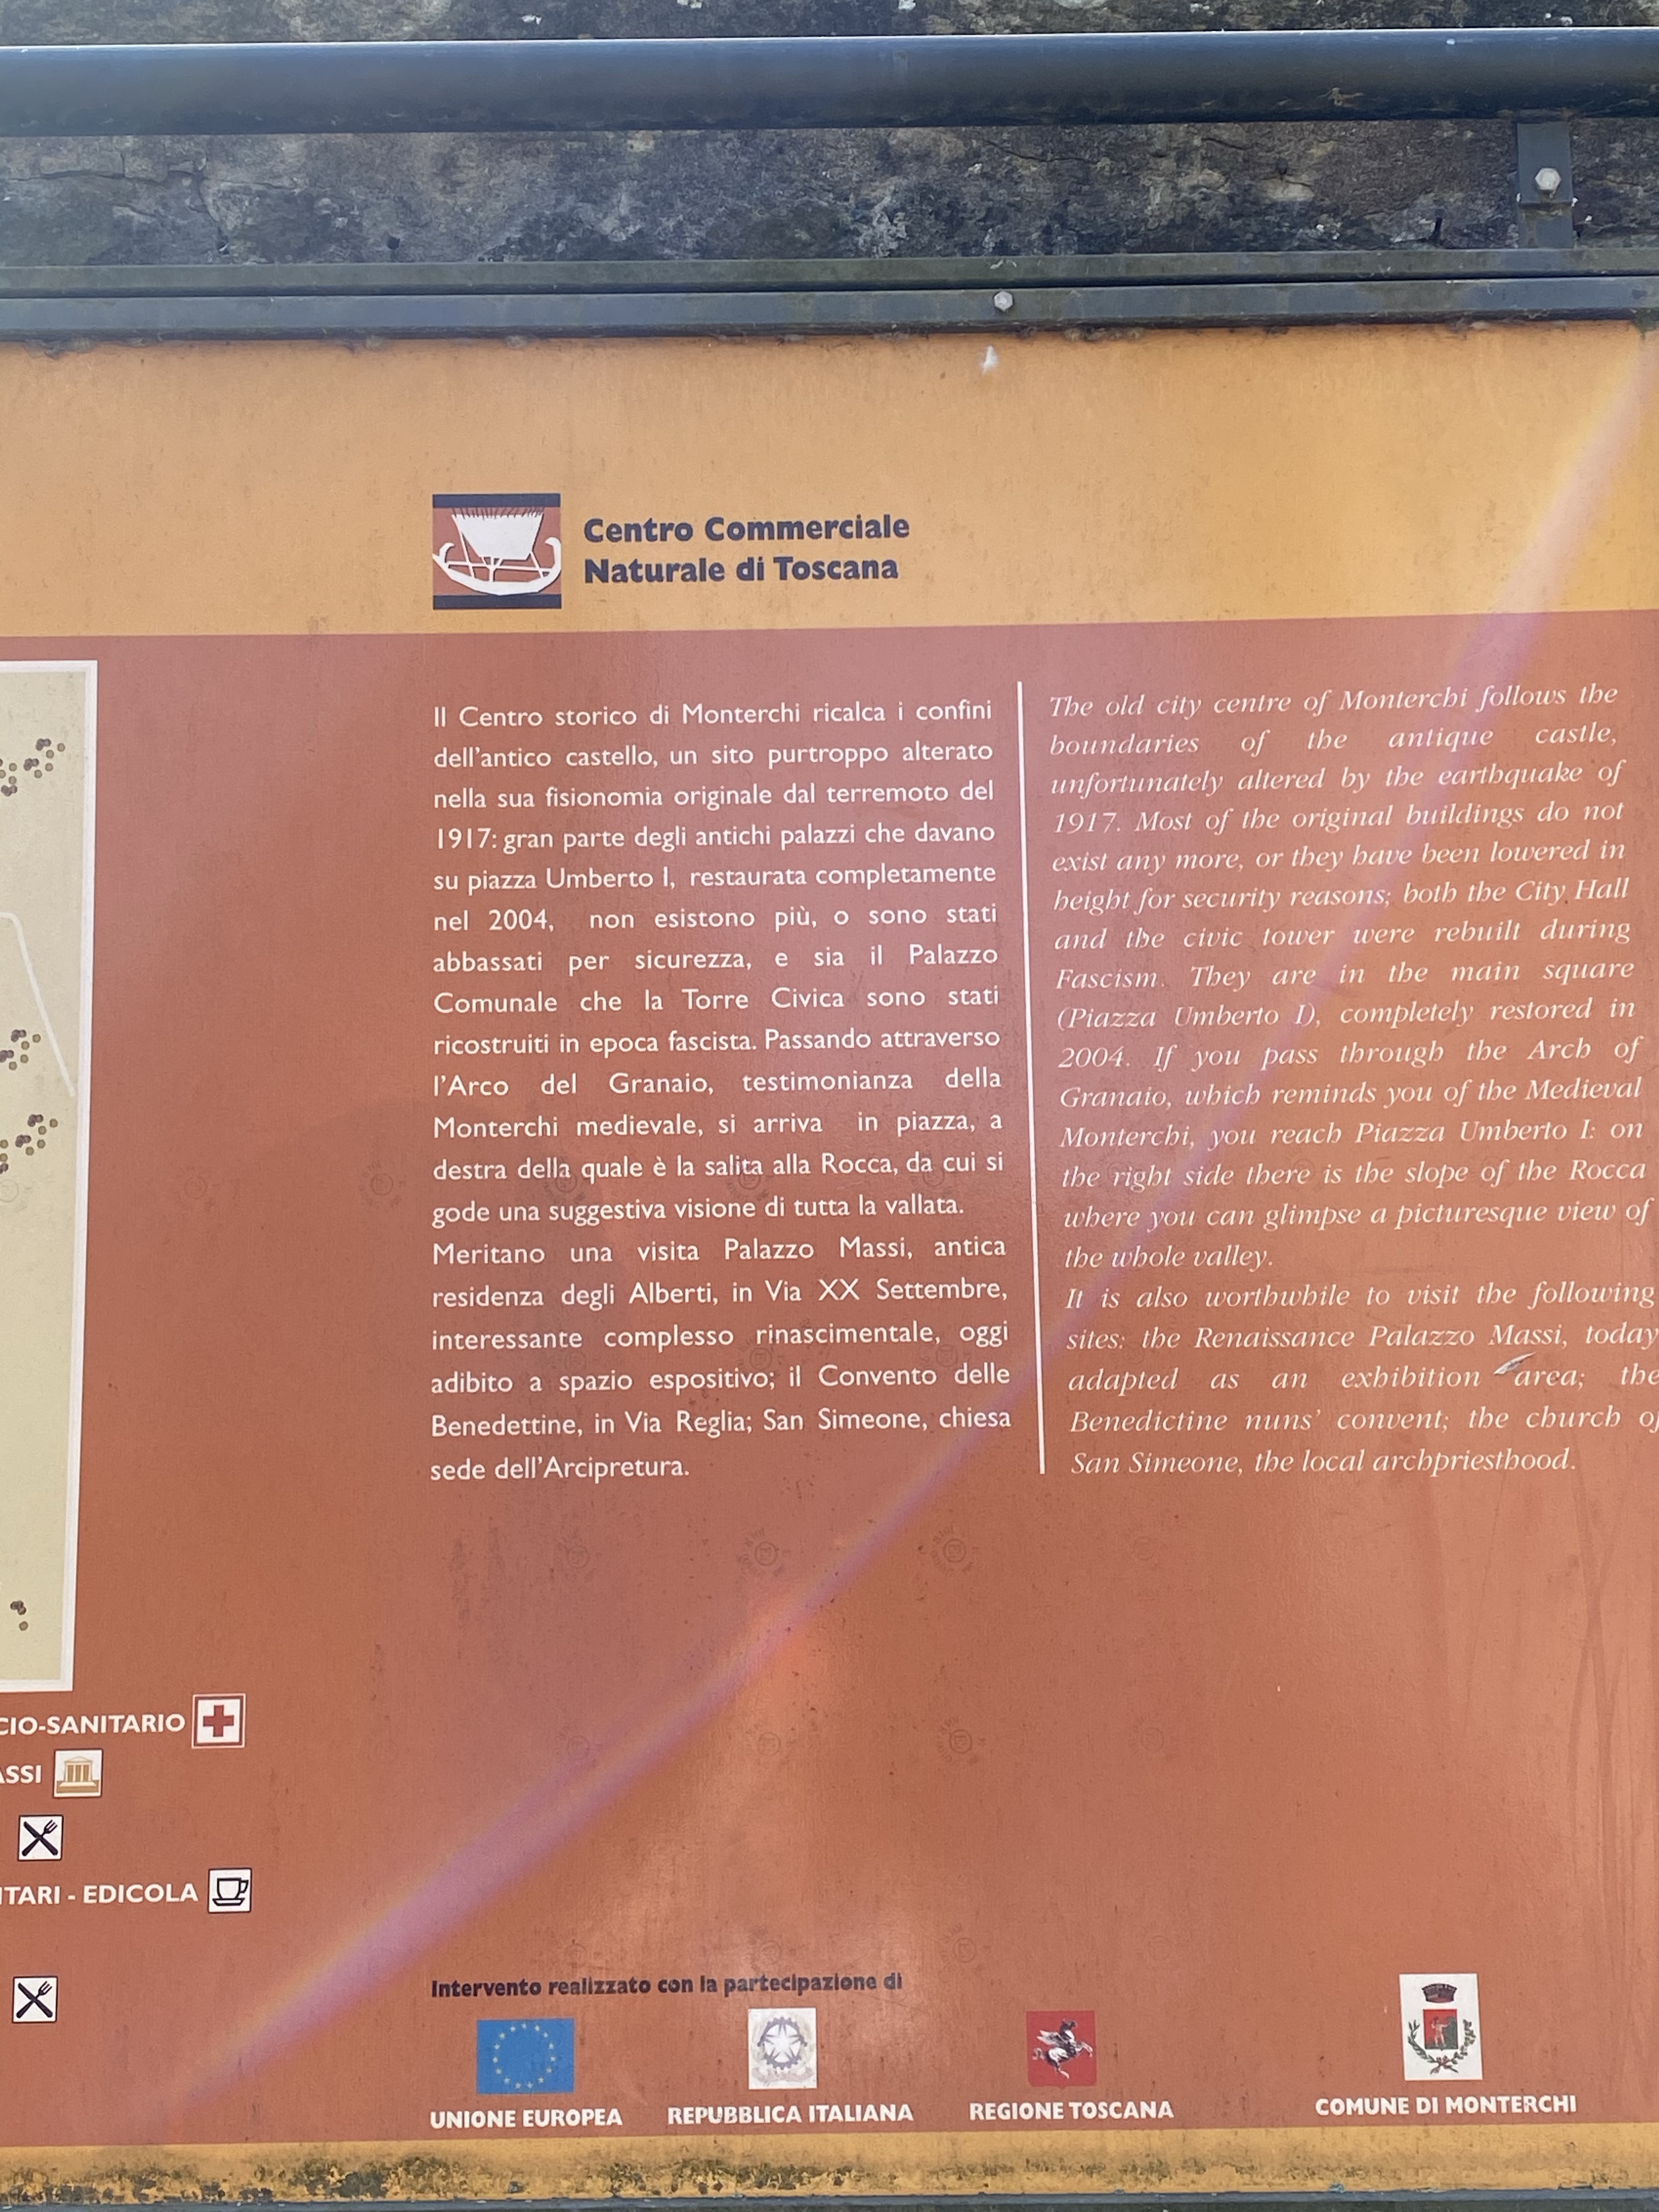 Centro Commerciale
Naturale di Toscana
Il Centro storico di Monterchi ricalca i confini
dell'antico castello, un sito purtroppo alterato
nella sua fisionomia originale dal terremoto del
1917: gran parte degli antichi palazzi che davano
su piazza Umberto I, restaurata completamente
nel 2004, non esistono più, o sono stati
abbassati per sicurezza, e sia il Palazzo
Comunale che la Torre Civica sono stati
ricostruiti in epoca fascista. Passando attraverso
l'Arco del Granaio, testimonianza della
Monterchi medievale, si arriva in piazza, a
destra della quale è la salita alla Rocca, da cui si
gode una suggestiva visione di tutta la vallata.
Meritano una visita Palazzo Massi, antica
residenza degli Alberti, in Via XX Settembre,
interessante complesso rinascimentale, oggi
adibito a spazio espositivo; il Convento delle
Benedettine, in Via Reglia; San Simeone, chiesa
sede dell'Arcipretura.
The old city centre of Monterchi follows the
boundaries of the antique castle,
unfortunately altered by the earthquake of
1917. Most of the original buildings do not
exist any more, or they have been lowered in
height for security reasons; both the City Hall
and the civic tower were rebuilt during
Fascism. They are in the main square
(Piazza Umberto I), completely restored in
2004. If you pass through the Arch of
Granaio, which reminds you of the Medieval
Monterchi, you reach Piazza Umberto I: on
the right side there is the slope of the Rocca
where you can glimpse a picturesque view of
the whole valley.
It is also worthwhile to visit the following
sites: the Renaissance Palazzo Massi, today
adapted as an exhibition area; the
Benedictine nuns' convent; the church of
San Simeone, the local archpriesthood.
CIO-SANITARIO
ASSI
ITARI - EDICOLA
Intervento realizzato con la partecipazione di
UNIONE EUROPEA
REPUBBLICA ITALIANA
REGIONE TOSCANA
COMUNE DI MONTERCHI